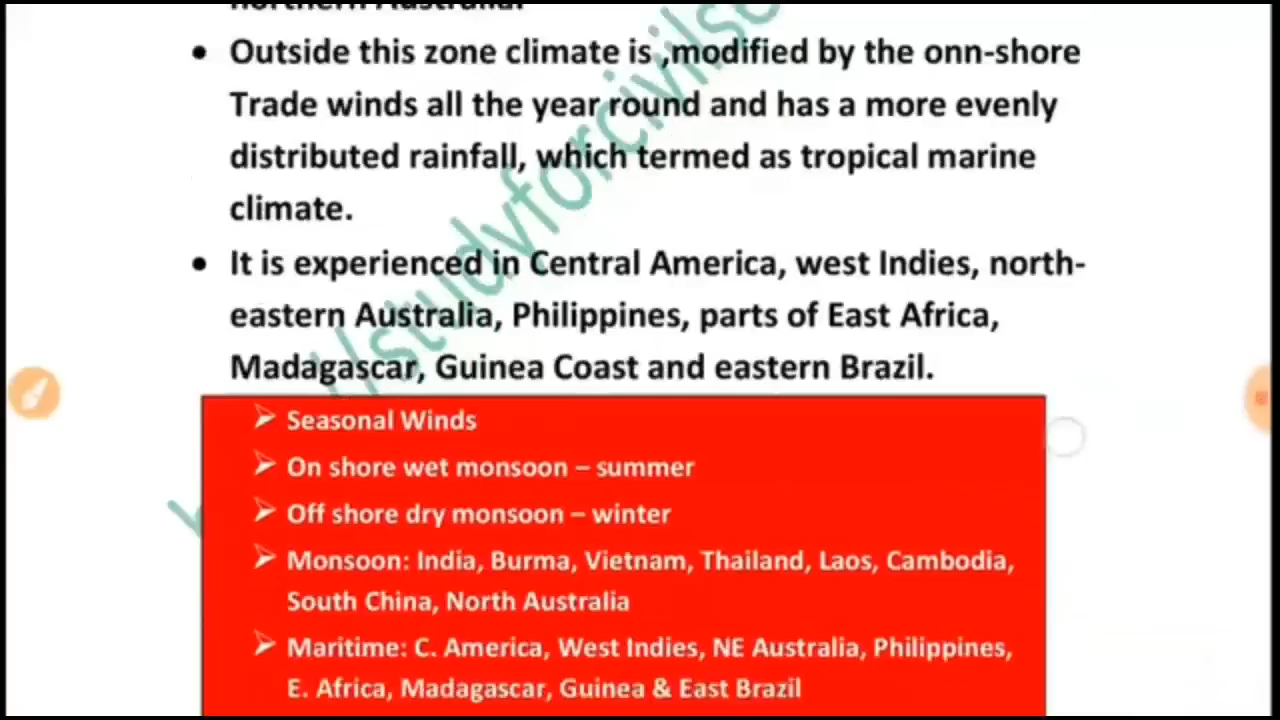 northern Australia.
• Outside this zone climate is ,modified by the onn-shore
Trade winds all the year round and has a more evenly
distributed rainfall, which termed as tropical marine
climate.
• It is experienced in Central America, west Indies, north-
eastern Australia, Philippines, parts of East Africa,
Madagascar, Guinea Coast and eastern Brazil.
➢ Seasonal Winds
➢ On shore wet monsoon – summer
➢ Off shore dry monsoon – winter
➢ Monsoon: India, Burma, Vietnam, Thailand, Laos, Cambodia,
South China, North Australia
➢ Maritime: C. America, West Indies, NE Australia, Philippines,
E. Africa, Madagascar, Guinea & East Brazil